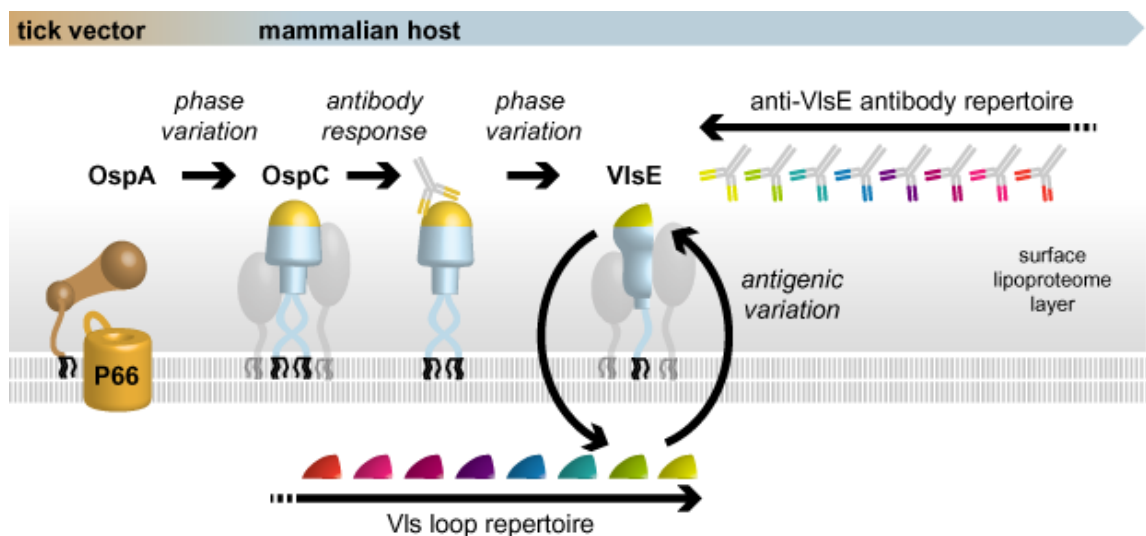 tick vector
mammalian host
phase
variation
antibody
response
phase
variation
anti-VlsE antibody repertoire
OspA
OspC
VlsE
antigenic
variation
surface
lipoproteome
layer
P66
Vls loop repertoire